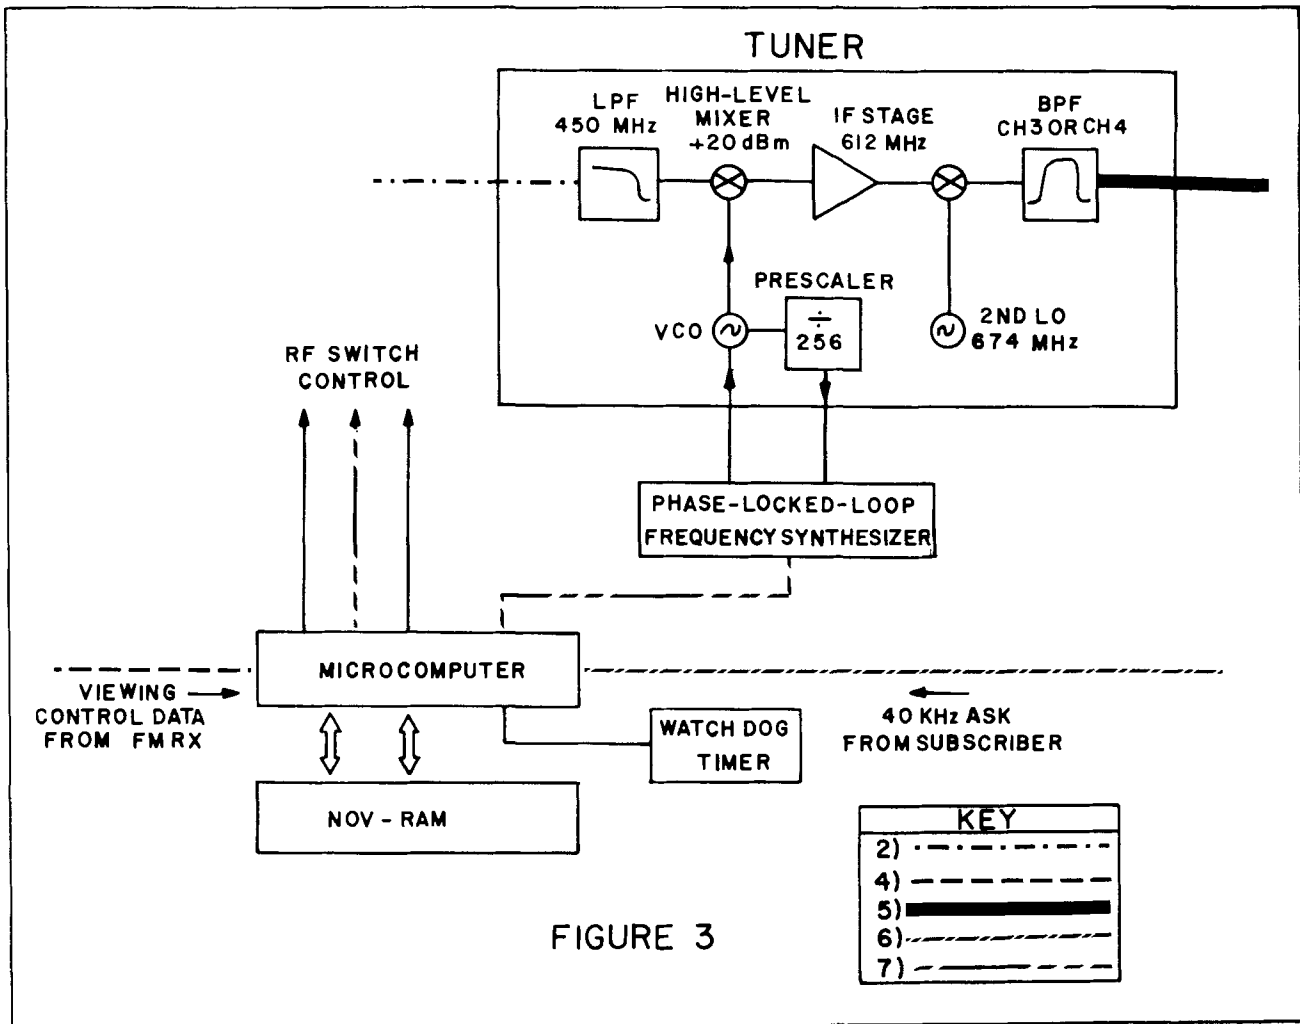 TUNER
LPF
450 MHz
HIGH-LEVEL
MIXER
+20 dBm
IF STAGE
612 MHz
BPF
CH3 OR CH4
PRESCALER
VCO
÷
256
2ND LO
674 MHz
RF SWITCH
CONTROL
PHASE-LOCKED-LOOP
FREQUENCY SYNTHESIZER
MICROCOMPUTER
VIEWING
CONTROL DATA
FROM FM RX
40 KHz ASK
FROM SUBSCRIBER
WATCH DOG
TIMER
NOV-RAM
KEY
2)
4)
5)
6)
7)
FIGURE 3